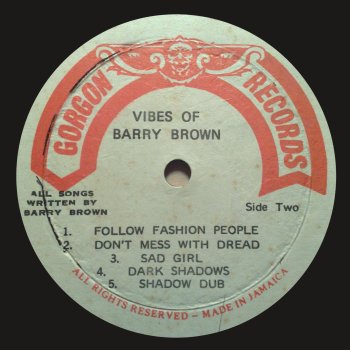 GORGON RECORDS
VIBES OF
BARRY BROWN
ALL SONGS
WRITTEN BY
BARRY BROWN
Side Two
1. FOLLOW FASHION PEOPLE
2. DON'T MESS WITH DREAD
3. SAD GIRL
4. DARK SHADOWS
5. SHADOW DUB
ALL RIGHTS RESERVED - MADE IN JAMAICA